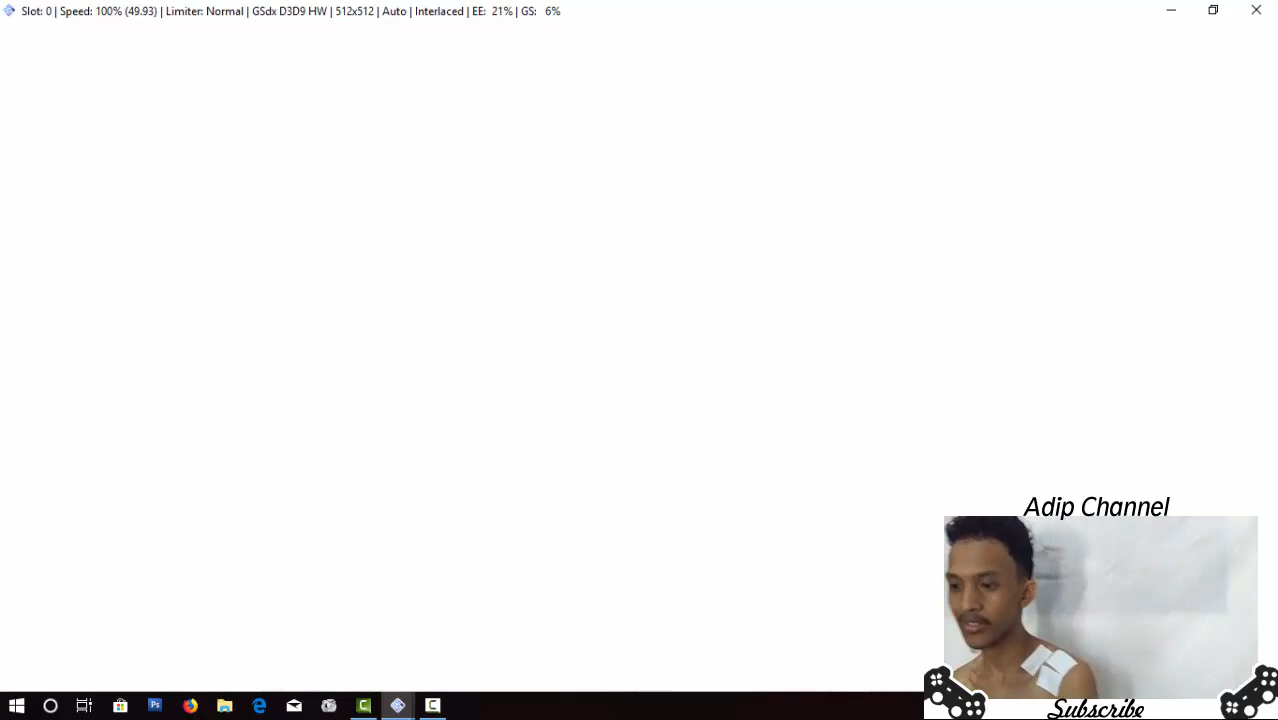 Slot: 0 | Speed: 100% (49.93) | Limiter: Normal | GSdx D3D9 HW | 512x512 | Auto | Interlaced | EE: 21% | GS: 6%
Adip Channel
Subscribe